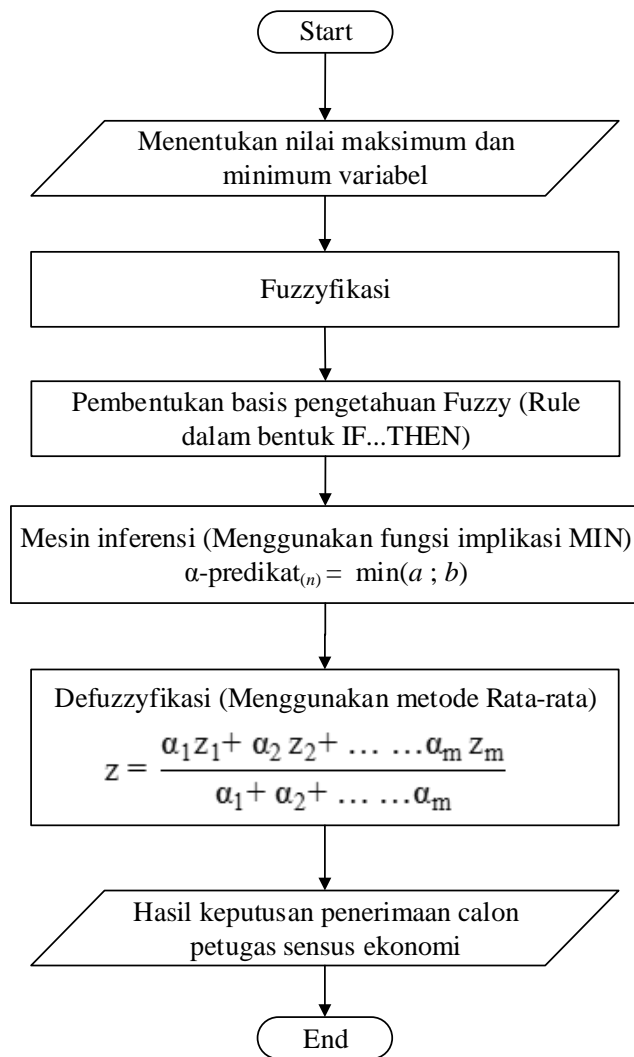 Start
Menentukan nilai maksimum dan
minimum variabel
Fuzzyfikasi
Pembentukan basis pengetahuan Fuzzy (Rule
dalam bentuk IF...THEN)
Mesin inferensi (Menggunakan fungsi implikasi MIN)
α-predikat(n) = min(a ; b)
Defuzzyfikasi (Menggunakan metode Rata-rata)
α1z1+ α2 z2+ … …αm zm
z =
α1+ α2+ … …αm
Hasil keputusan penerimaan calon
petugas sensus ekonomi
End